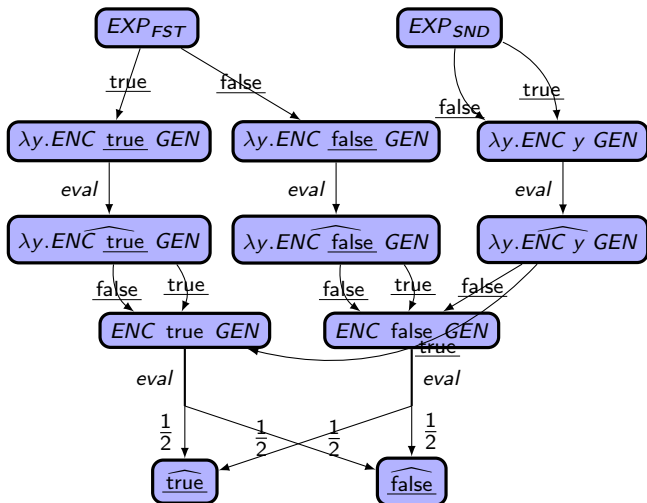 EXP_FST EXP_SND
true false false true
λy.ENC true GEN λy.ENC false GEN λy.ENC y GEN
eval eval eval
λy.ENC true GEN λy.ENC false GEN λy.ENC y GEN
false true false true false
ENC true GEN ENC false GEN
true
eval eval
1/2 1/2 1/2 1/2
true false